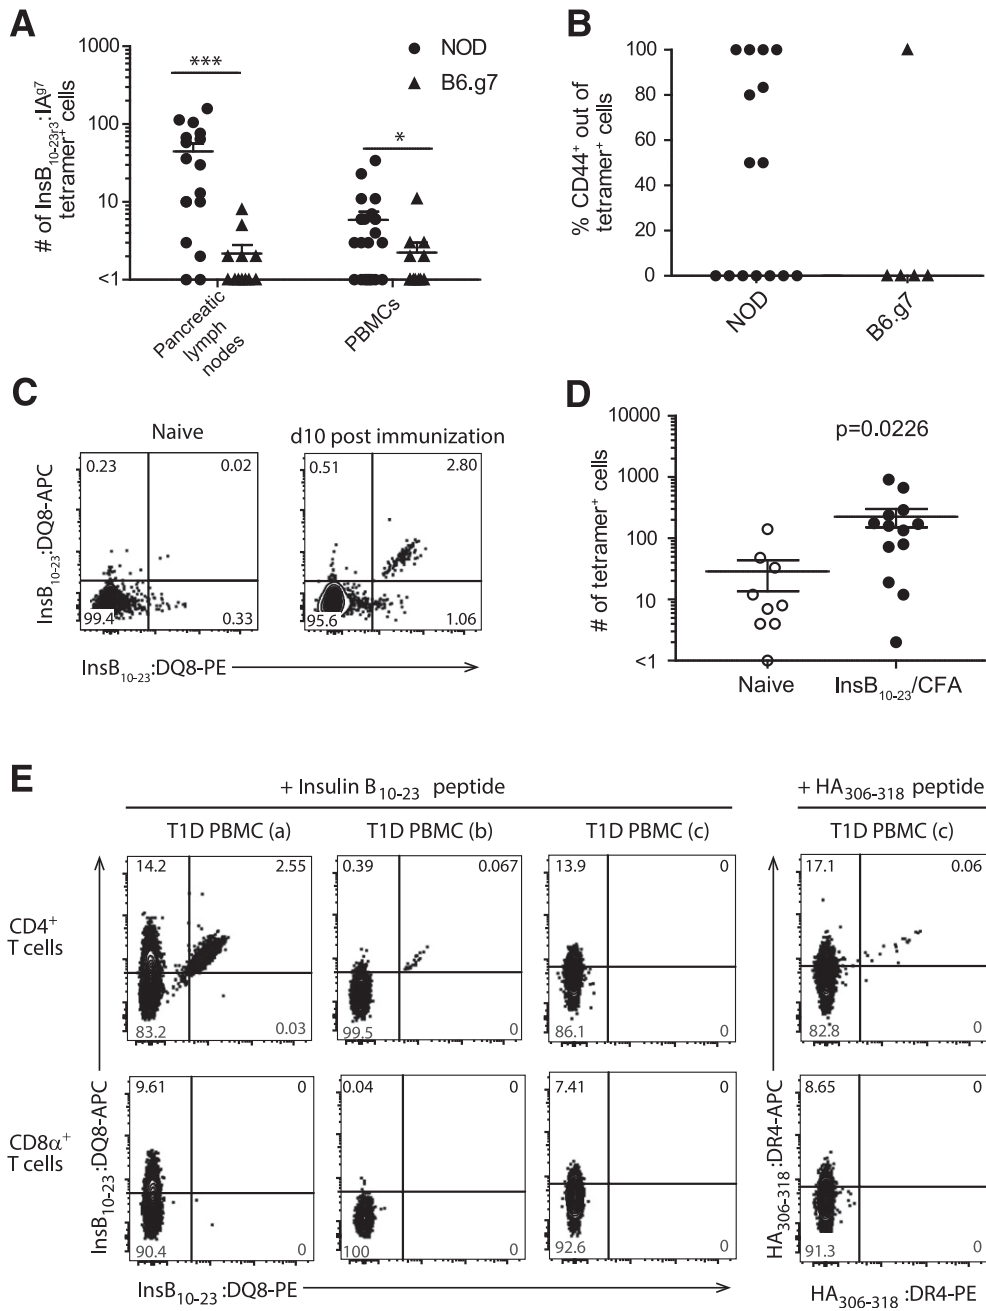 A
# of InsB10-23r3:IAg7
tetramer+ cells
1000
100
10
<1
***
*
NOD
B6.g7
Pancreatic
lymph
nodes
PBMCs
B
% CD44+ out of
tetramer+ cells
100
80
60
40
20
0
NOD
B6.g7
C
Naive
d10 post immunization
InsB10-23:DQ8-APC
0.23
0.02
99.4
0.33
0.51
2.80
95.6
1.06
InsB10-23:DQ8-PE
D
# of tetramer+ cells
10000
1000
100
10
<1
p=0.0226
Naive
InsB10-23/CFA
E
+ Insulin B10-23 peptide
+ HA306-318 peptide
T1D PBMC (a)
T1D PBMC (b)
T1D PBMC (c)
T1D PBMC (c)
CD4+
T cells
14.2
2.55
83.2
0.03
0.39
0.067
99.5
0
13.9
0
86.1
0
17.1
0.06
82.8
0
CD8α+
T cells
9.61
0
90.4
0
0.04
0
100
0
7.41
0
92.6
0
8.65
0
91.3
0
InsB10-23:DQ8-APC
HA306-318:DR4-APC
InsB10-23 :DQ8-PE
HA306-318 :DR4-PE